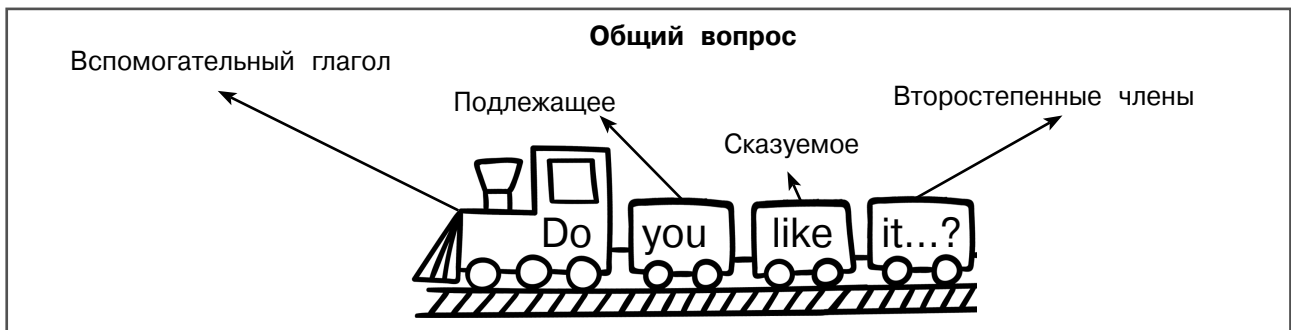 Общий вопрос
Вспомогательный глагол
Подлежащее
Сказуемое
Второстепенные члены
Do you like it...?